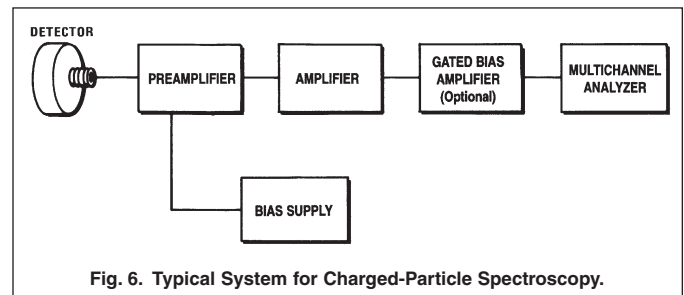 DETECTOR
PREAMPLIFIER
AMPLIFIER
GATED BIAS
AMPLIFIER
(Optional)
MULTICHANNEL
ANALYZER
BIAS SUPPLY
Fig. 6. Typical System for Charged-Particle Spectroscopy.